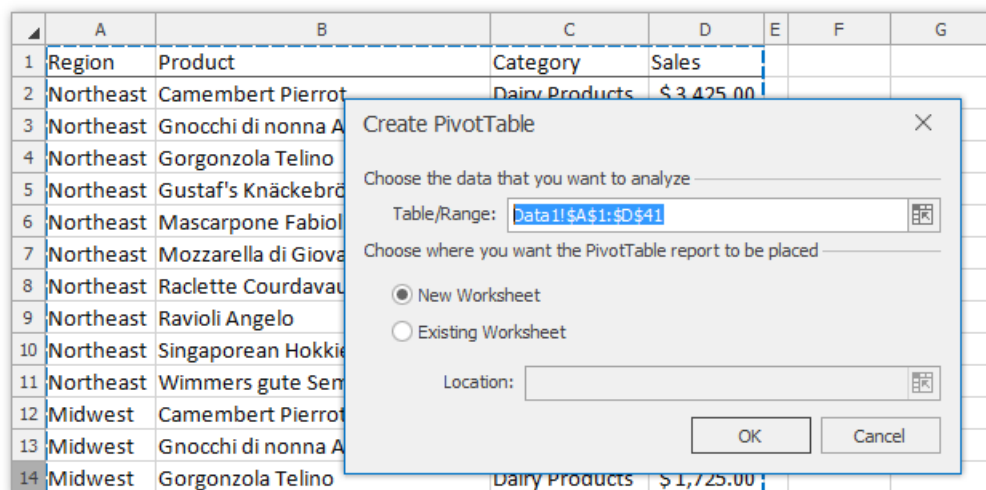 A B C D E F G
1 Region Product Category Sales
2 Northeast Camembert Pierrot Dairy Products $ 3,425.00
3 Northeast Gnocchi di nonna A
4 Northeast Gorgonzola Telino
5 Northeast Gustaf's Knäckebrö
6 Northeast Mascarpone Fabiol
7 Northeast Mozzarella di Giova
8 Northeast Raclette Courdavau
9 Northeast Ravioli Angelo
10 Northeast Singaporean Hokkie
11 Northeast Wimmers gute Sem
12 Midwest Camembert Pierrot
13 Midwest Gnocchi di nonna A
14 Midwest Gorgonzola Telino Dairy Products $ 1,725.00
Create PivotTable
Choose the data that you want to analyze
Table/Range: Data1!$A$1:$D$41
Choose where you want the PivotTable report to be placed
New Worksheet
Existing Worksheet
Location:
OK Cancel